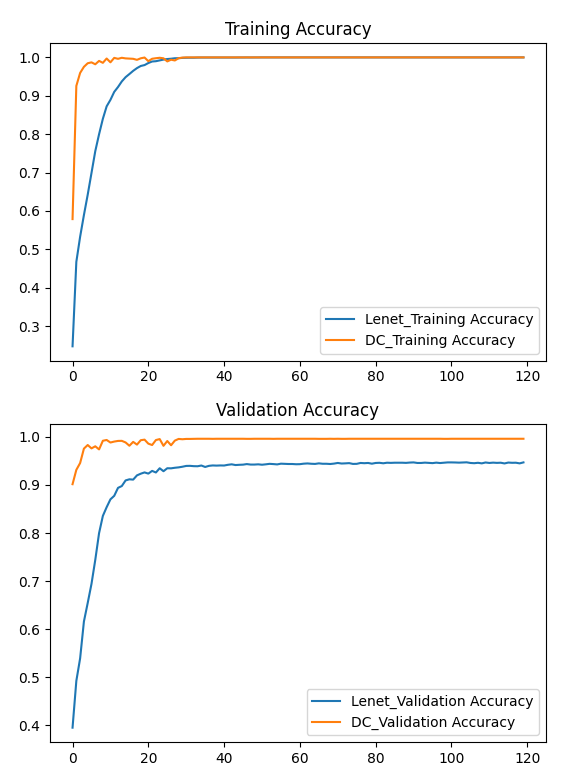 Training Accuracy
1.0
0.9
0.8
0.7
0.6
0.5
0.4
0.3
Lenet_Training Accuracy
DC_Training Accuracy
0 20 40 60 80 100 120
Validation Accuracy
1.0
0.9
0.8
0.7
0.6
0.5
0.4
Lenet_Validation Accuracy
DC_Validation Accuracy
0 20 40 60 80 100 120